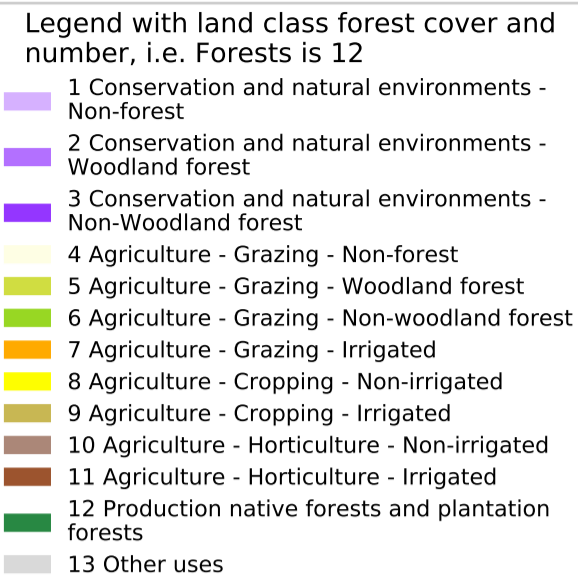 Legend with land class forest cover and
number, i.e. Forests is 12
1 Conservation and natural environments -
Non-forest
2 Conservation and natural environments -
Woodland forest
3 Conservation and natural environments -
Non-Woodland forest
4 Agriculture - Grazing - Non-forest
5 Agriculture - Grazing - Woodland forest
6 Agriculture - Grazing - Non-woodland forest
7 Agriculture - Grazing - Irrigated
8 Agriculture - Cropping - Non-irrigated
9 Agriculture - Cropping - Irrigated
10 Agriculture - Horticulture - Non-irrigated
11 Agriculture - Horticulture - Irrigated
12 Production native forests and plantation
forests
13 Other uses